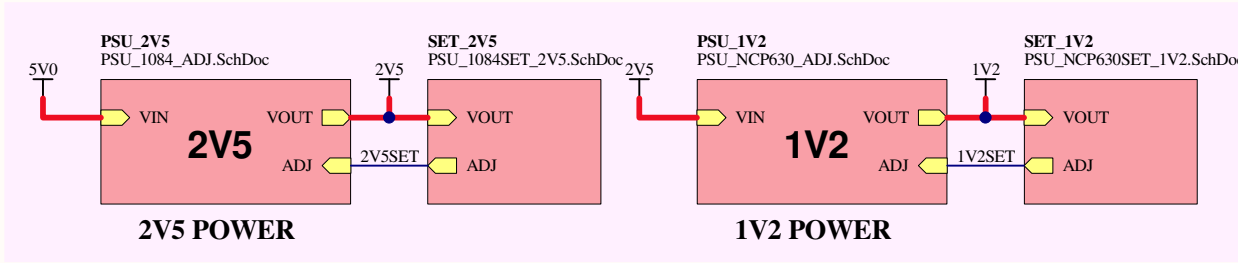 PSU_2V5
PSU_1084_ADJ.SchDoc
5V0
VIN
2V5
VOUT
ADJ
2V5
2V5SET
SET_2V5
PSU_1084SET_2V5.SchDoc
VOUT
ADJ
2V5 POWER
PSU_1V2
PSU_NCP630_ADJ.SchDoc
2V5
VIN
1V2
VOUT
ADJ
1V2
1V2SET
SET_1V2
PSU_NCP630SET_1V2.SchDoc
VOUT
ADJ
1V2 POWER